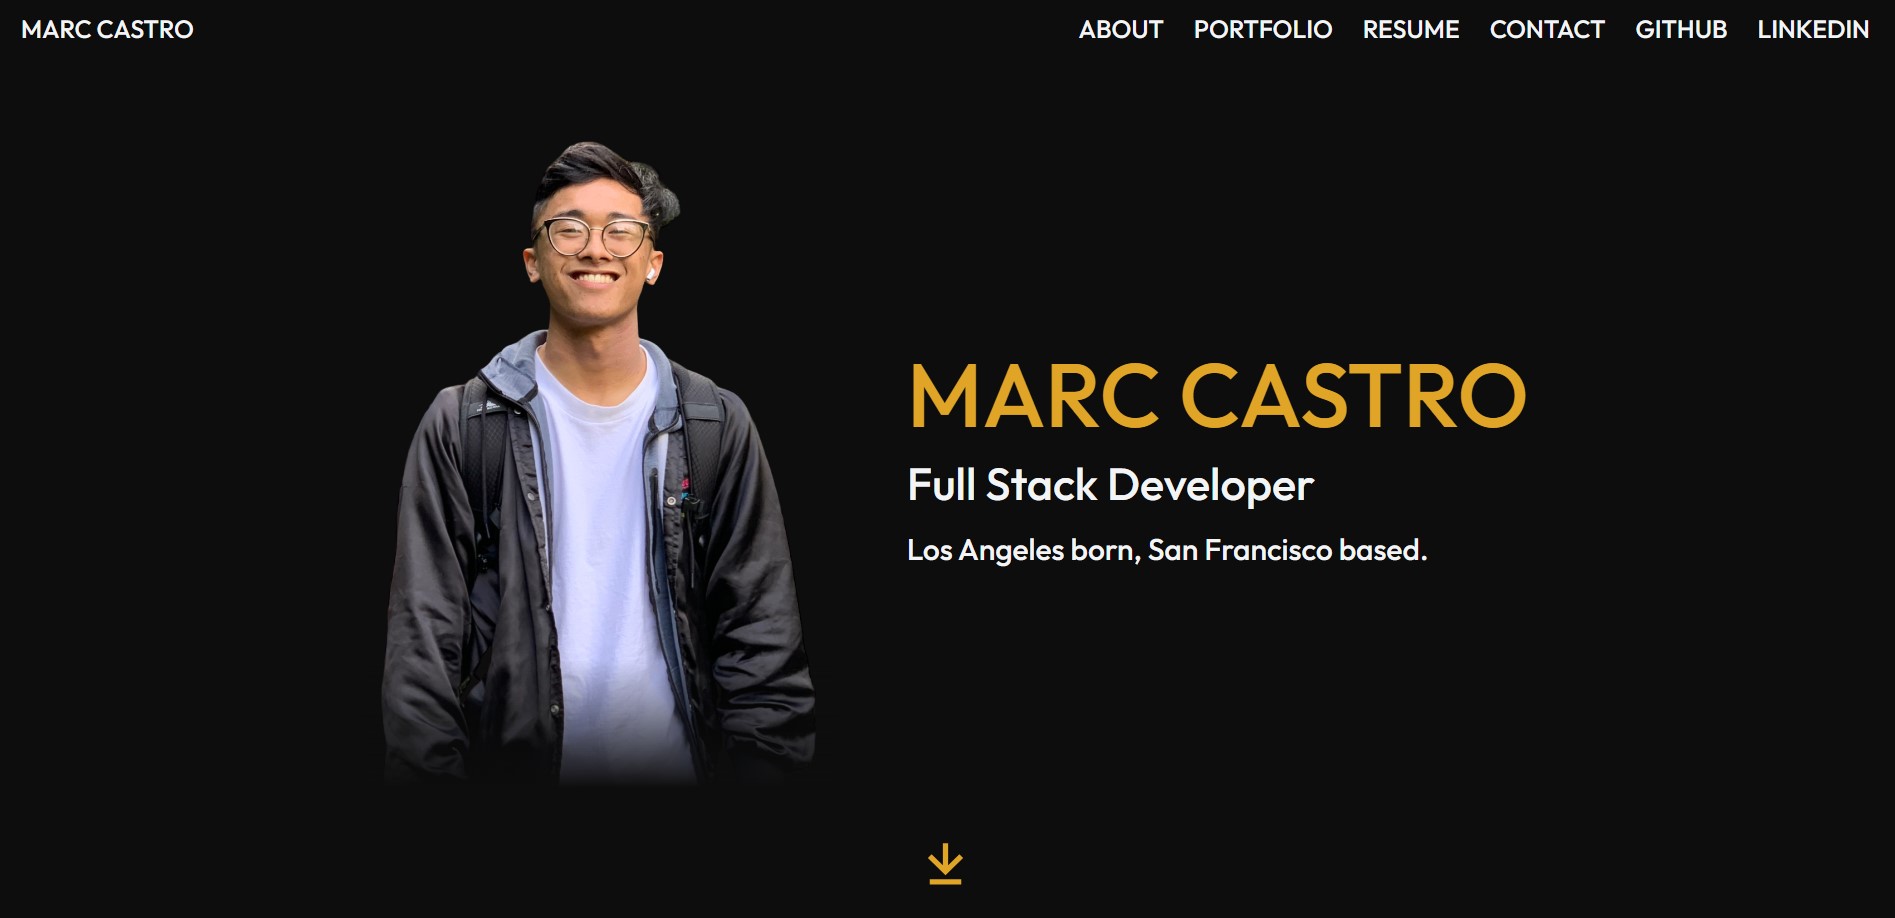 MARC CASTRO
ABOUT PORTFOLIO RESUME CONTACT GITHUB LINKEDIN
MARC CASTRO
Full Stack Developer
Los Angeles born, San Francisco based.